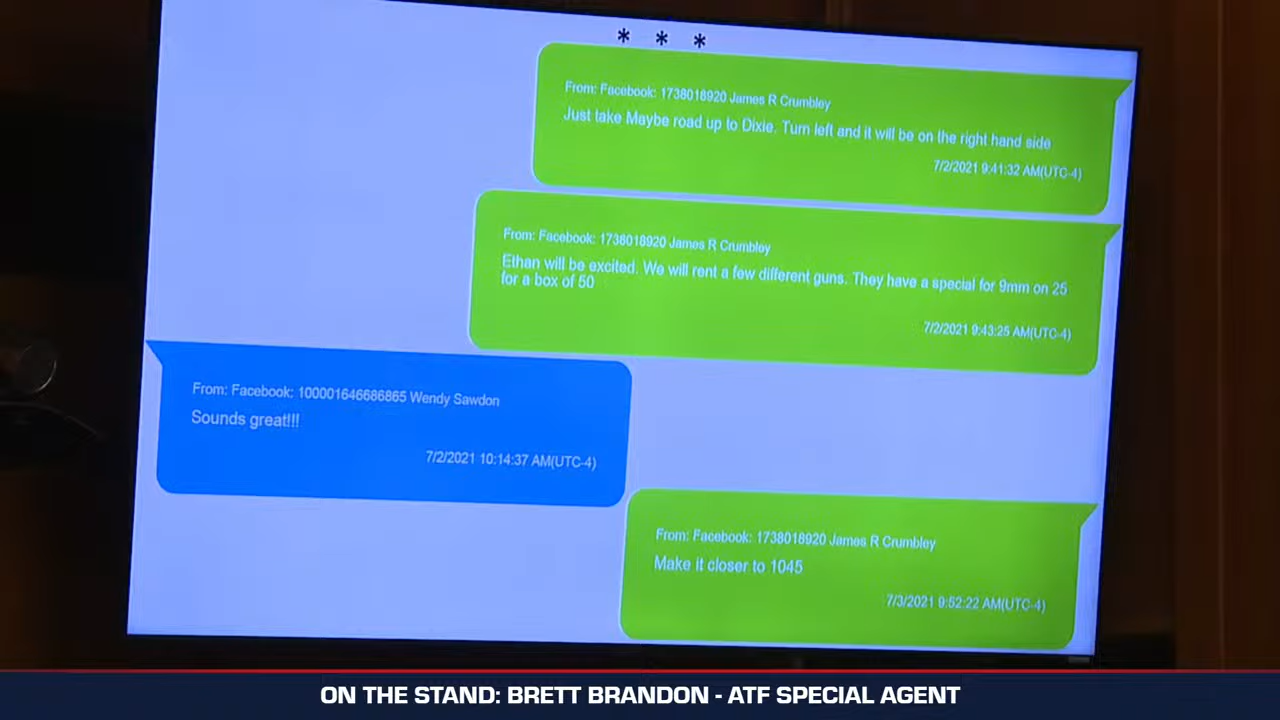 * * *
From: Facebook: 1738018920 James R Crumbley
Just take Maybe road up to Dixie. Turn left and it will be on the right hand side
7/2/2021 9:41:32 AM(UTC-4)
From: Facebook: 1738018920 James R Crumbley
Ethan will be excited. We will rent a few different guns. They have a special for 9mm on 25
for a box of 50
7/2/2021 9:43:25 AM(UTC-4)
From: Facebook: 100001646686865 Wendy Sawdon
Sounds great!!!
7/2/2021 10:14:37 AM(UTC-4)
From: Facebook: 1738018920 James R Crumbley
Make it closer to 1045
7/3/2021 9:52:22 AM(UTC-4)
ON THE STAND: BRETT BRANDON - ATF SPECIAL AGENT